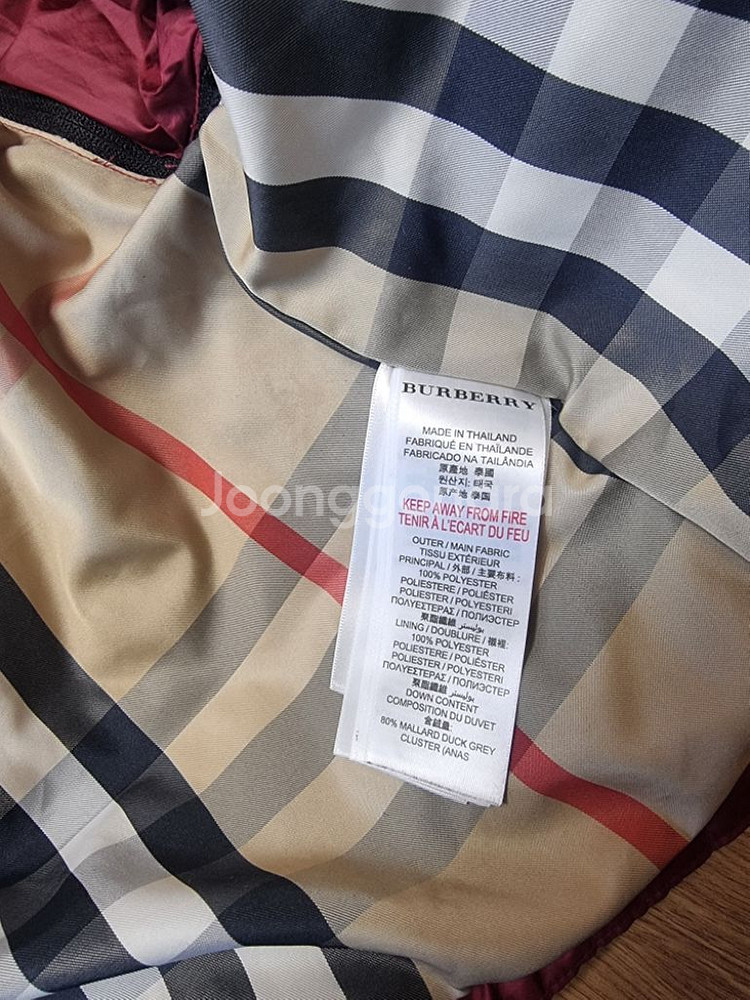 BURBERRY
MADE IN THAILAND
FABRIQUÉ EN THAÏLANDE
FABRICADO NA TAILÂNDIA
原產地 泰國
원산지: 태국
原产地 泰国
KEEP AWAY FROM FIRE
TENIR À L'ECART DU FEU
OUTER / MAIN FABRIC
TISSU EXTÉRIEUR
PRINCIPAL / 外部 / 主要布料 :
100% POLYESTER
POLIESTERE / POLIÉSTER
POLIESTER / POLYESTERI
ΠΟΛΥΕΣΤΕΡΑΣ / ПОЛИЭСТЕР
聚酯纖維 بوليستر
LINING / DOUBLURE / 襯裡:
100% POLYESTER
POLIESTERE / POLIÉSTER
POLIESTER / POLYESTERI
ΠΟΛΥΕΣΤΕΡΑΣ / ПОЛИЭСТЕР
聚酯纖維 بوليستر
DOWN CONTENT
COMPOSITION DU DUVET
80% MALLARD DUCK GREY
CLUSTER (ANAS